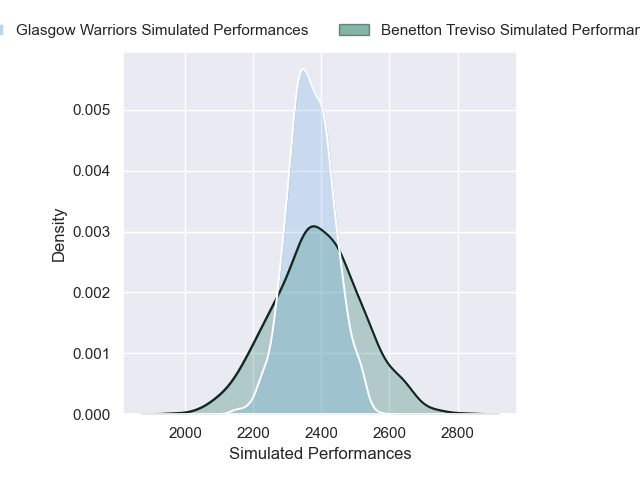 Glasgow Warriors Simulated Performances Benetton Treviso Simulated Performan
0.005
0.004
0.003
0.002
0.001
0.000
Density
2000 2200 2400 2600 2800
Simulated Performances